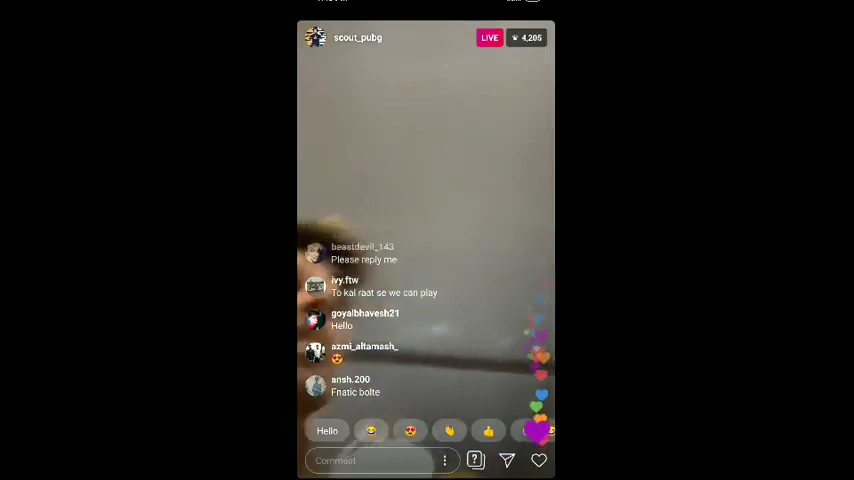 scout_pubg
LIVE
4,205
beastdevil_143
Please reply me
ivy.ftw
To kal raat se we can play
goyalbhavesh21
Hello
azmi_altamash_
😍
ansh.200
Fnatic bolte
Hello 😂 😍 👏 👍
Comment